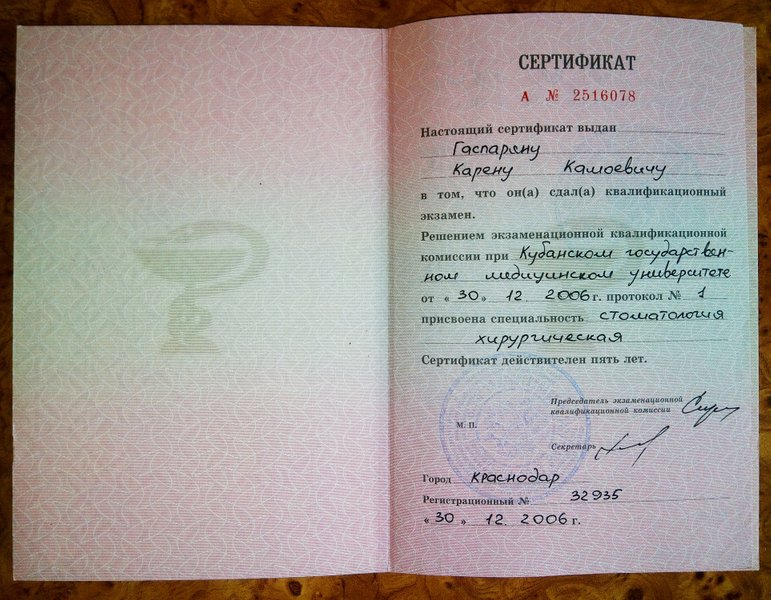 СЕРТИФИКАТ
А № 2516078
Настоящий сертификат выдан
Гаспаряну
Карену Камоевичу
в том, что он(а) сдал(а) квалификационный
экзамен.
Решением экзаменационной квалификационной
комиссии при Кубанском государствен-
ном медицинском университете
от « 30 » 12. 2006 г. протокол № 1
присвоена специальность стоматология
хирургическая
Сертификат действителен пять лет.
Председатель экзаменационной
квалификационной комиссии
М. П.
Секретарь
Город Краснодар
Регистрационный № 32935
« 30 » 12. 2006 г.